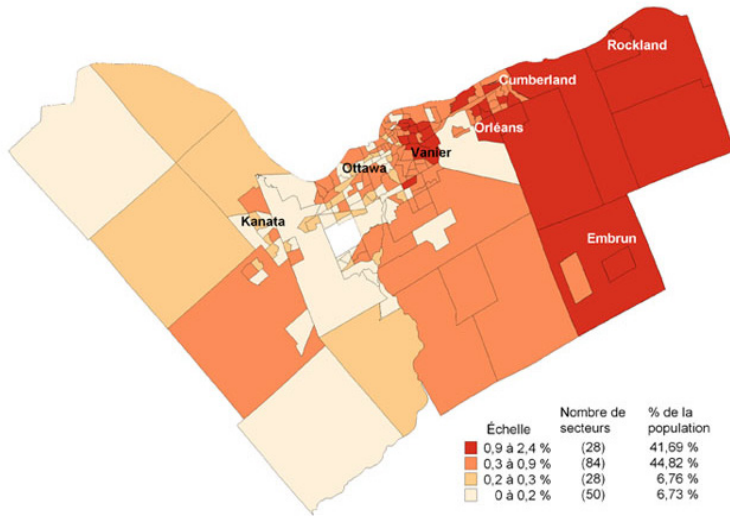 Rockland
Cumberland
Orléans
Vanier
Ottawa
Kanata
Embrun
Échelle Nombre de secteurs % de la population
0,9 à 2,4 % (28) 41,69 %
0,3 à 0,9 % (84) 44,82 %
0,2 à 0,3 % (28) 6,76 %
0 à 0,2 % (50) 6,73 %